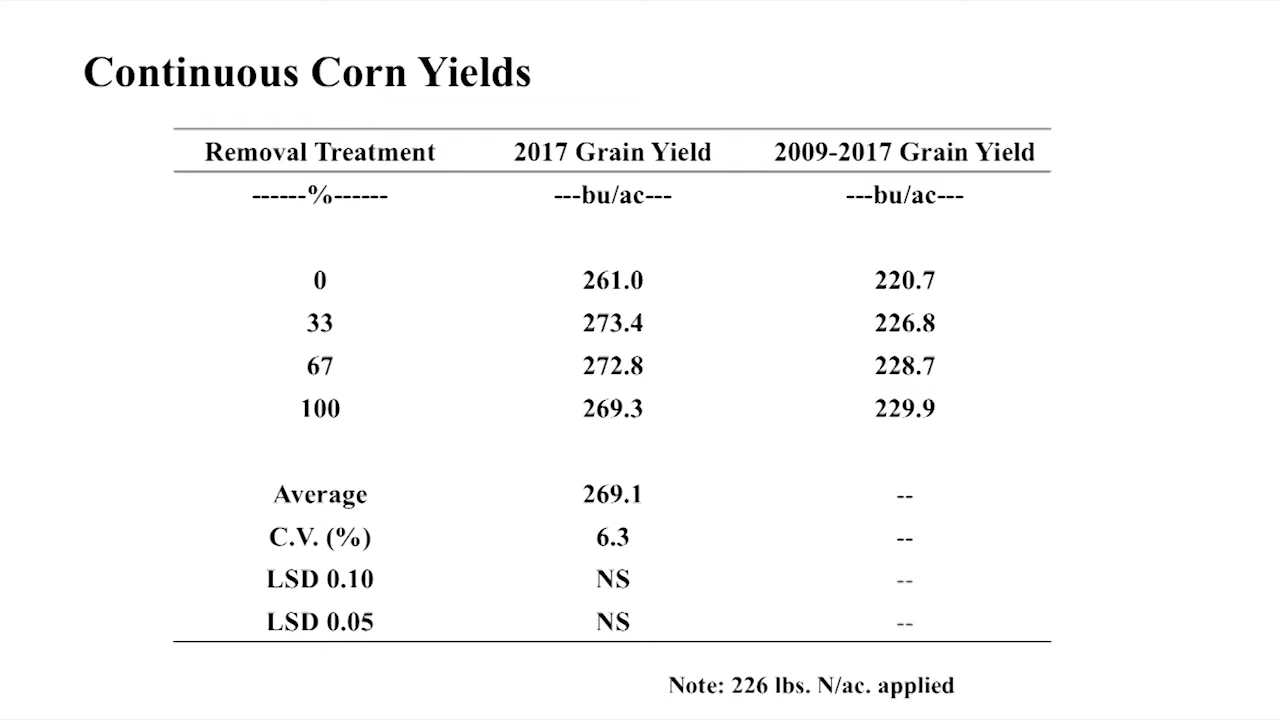 Continuous Corn Yields
Removal Treatment 2017 Grain Yield 2009-2017 Grain Yield
------%------ ---bu/ac--- ---bu/ac---
0 261.0 220.7
33 273.4 226.8
67 272.8 228.7
100 269.3 229.9
Average 269.1 --
C.V. (%) 6.3 --
LSD 0.10 NS --
LSD 0.05 NS --
Note: 226 lbs. N/ac. applied